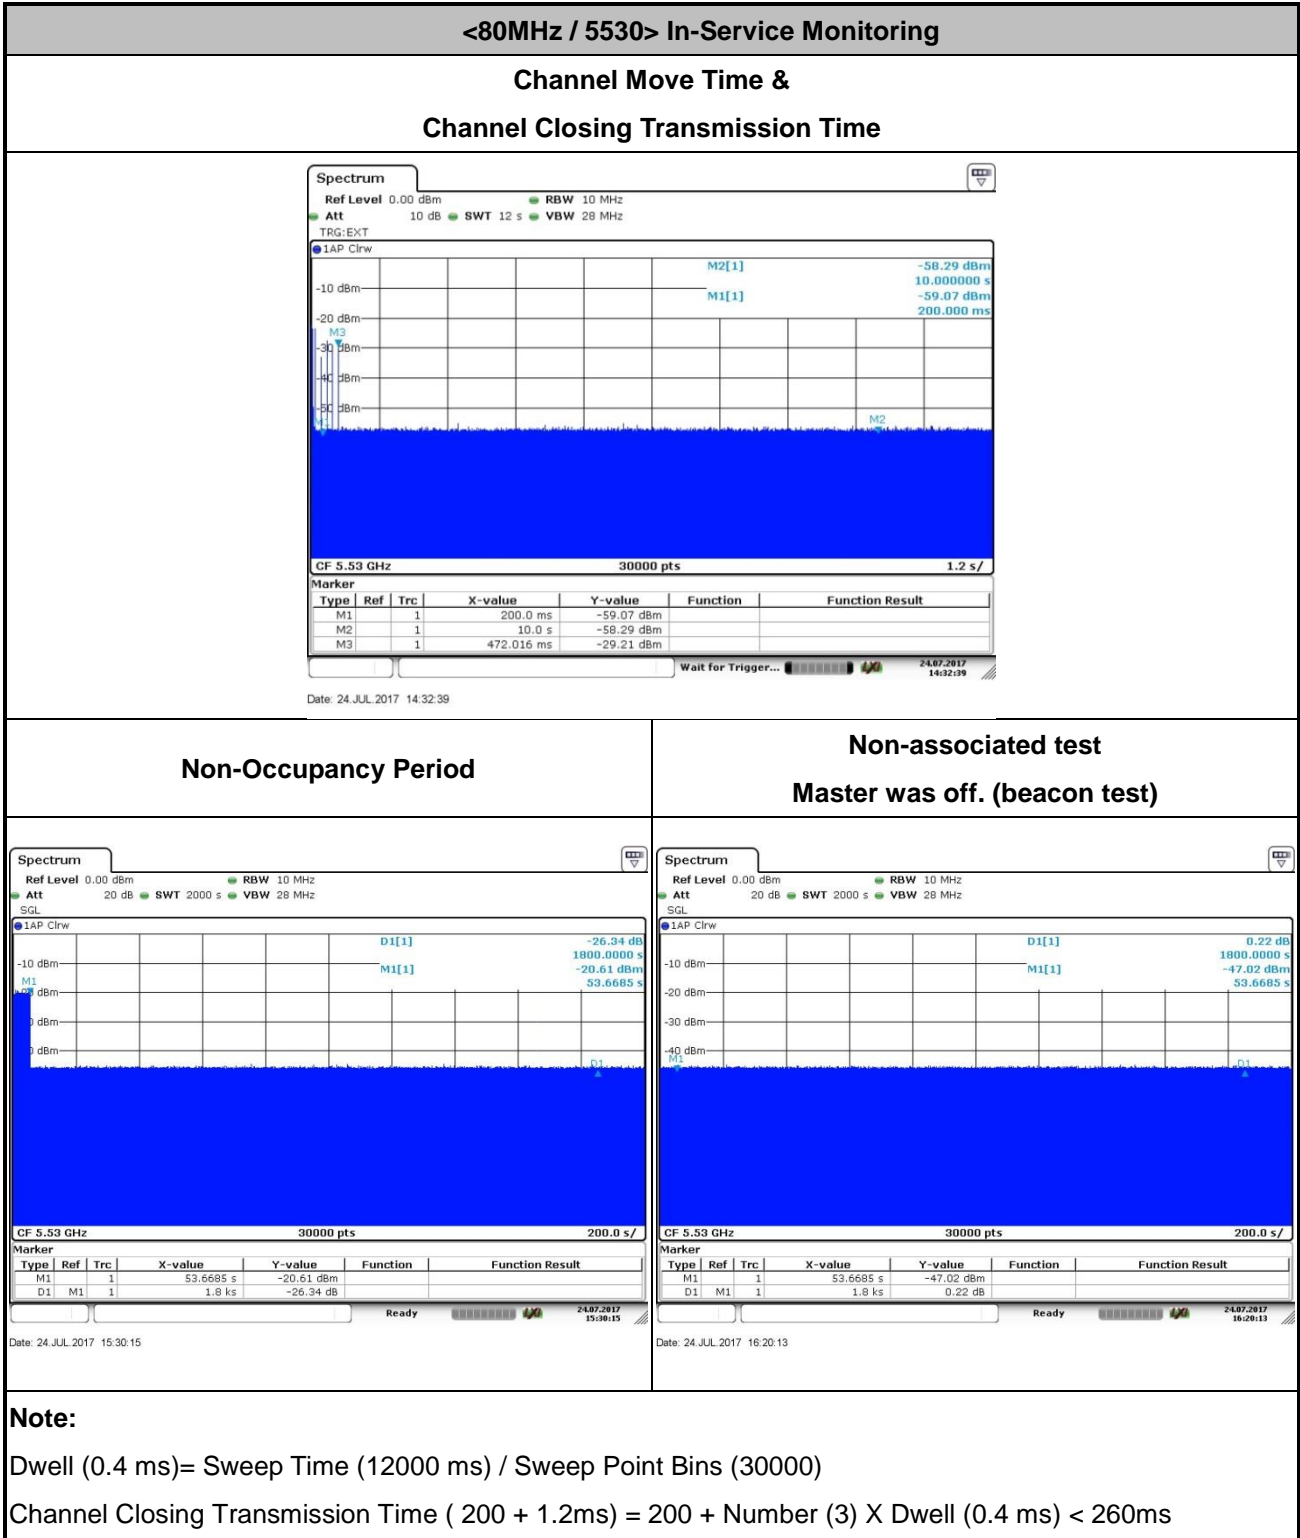 <80MHz / 5530> In-Service Monitoring
Channel Move Time &
Channel Closing Transmission Time
Spectrum
Ref Level 0.00 dBm RBW 10 MHz
Att 10 dB SWT 12 s VBW 28 MHz
TRG:EXT
1AP Clrw
M2[1] -58.29 dBm
10.000000 s
-10 dBm
M1[1] -59.07 dBm
200.000 ms
-20 dBm
M3
-30 dBm
-40 dBm
-50 dBm
M1 M2
CF 5.53 GHz 30000 pts 1.2 s/
Marker
Type Ref Trc X-value Y-value Function Function Result
M1 1 200.0 ms -59.07 dBm
M2 1 10.0 s -58.29 dBm
M3 1 472.016 ms -29.21 dBm
Wait for Trigger... LXI 24.07.2017
14:32:39
Date: 24.JUL.2017 14:32:39
Non-Occupancy Period
Non-associated test
Master was off. (beacon test)
Spectrum
Ref Level 0.00 dBm RBW 10 MHz
Att 20 dB SWT 2000 s VBW 28 MHz
SGL
1AP Clrw
D1[1] -26.34 dB
1800.0000 s
-10 dBm
M1[1] -20.61 dBm
53.6685 s
M1
dBm
dBm
dBm
D1
CF 5.53 GHz 30000 pts 200.0 s/
Marker
Type Ref Trc X-value Y-value Function Function Result
M1 1 53.6685 s -20.61 dBm
D1 M1 1 1.8 ks -26.34 dB
Ready LXI 24.07.2017
15:30:15
Date: 24.JUL.2017 15:30:15
Spectrum
Ref Level 0.00 dBm RBW 10 MHz
Att 20 dB SWT 2000 s VBW 28 MHz
SGL
1AP Clrw
D1[1] 0.22 dB
1800.0000 s
-10 dBm
M1[1] -47.02 dBm
53.6685 s
-20 dBm
-30 dBm
-40 dBm
M1 D1
CF 5.53 GHz 30000 pts 200.0 s/
Marker
Type Ref Trc X-value Y-value Function Function Result
M1 1 53.6685 s -47.02 dBm
D1 M1 1 1.8 ks 0.22 dB
Ready LXI 24.07.2017
16:20:13
Date: 24.JUL.2017 16:20:13
Note:
Dwell (0.4 ms)= Sweep Time (12000 ms) / Sweep Point Bins (30000)
Channel Closing Transmission Time ( 200 + 1.2ms) = 200 + Number (3) X Dwell (0.4 ms) < 260ms